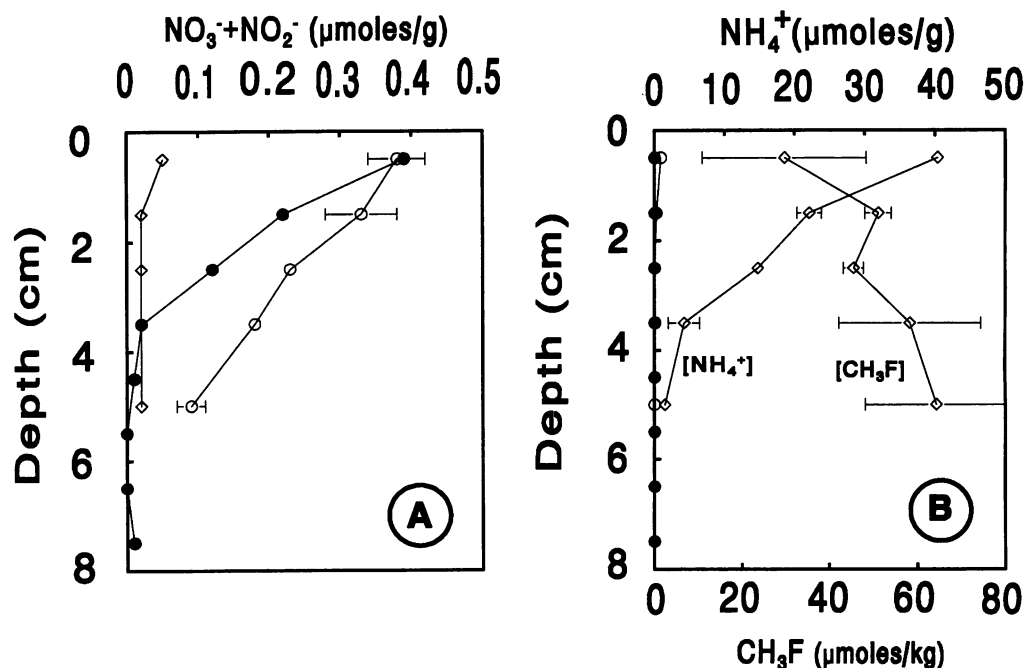 NO₃⁻+NO₂⁻ (µmoles/g)
0 0.1 0.2 0.3 0.4 0.5
Depth (cm)
0
2
4
6
8
A
NH₄⁺(µmoles/g)
0 10 20 30 40 50
Depth (cm)
0
2
4
6
8
[NH₄⁺]
[CH₃F]
B
0 20 40 60 80
CH₃F (µmoles/kg)